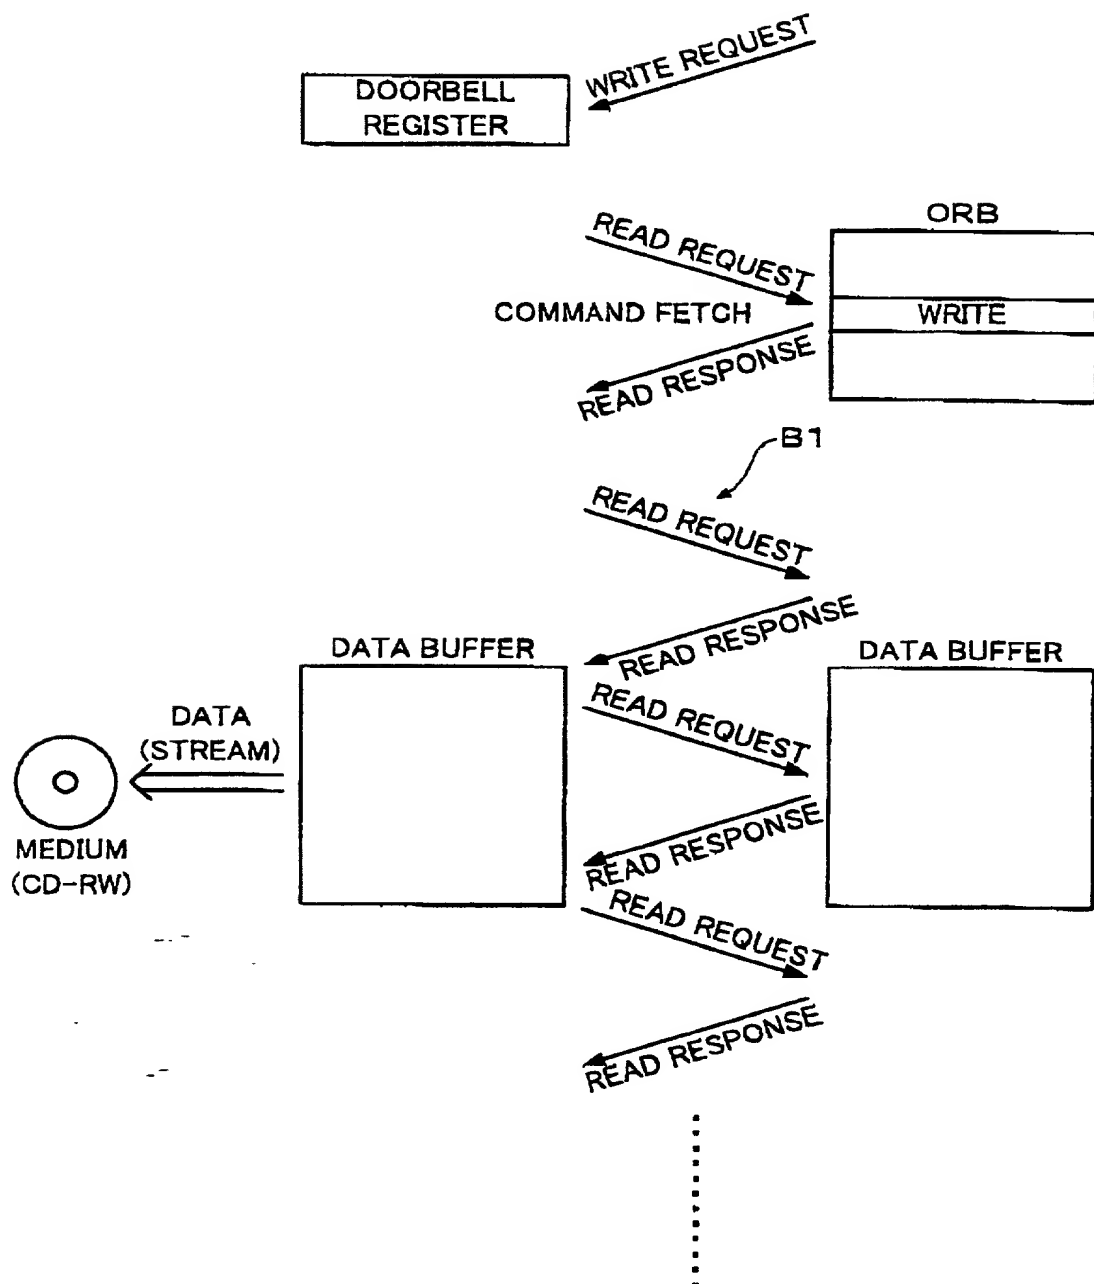 WRITE REQUEST
DOORBELL
REGISTER
ORB
READ REQUEST
COMMAND FETCH
WRITE
READ RESPONSE
B1
READ REQUEST
READ RESPONSE
DATA BUFFER
DATA BUFFER
READ REQUEST
DATA
(STREAM)
READ RESPONSE
MEDIUM
(CD-RW)
READ REQUEST
READ RESPONSE